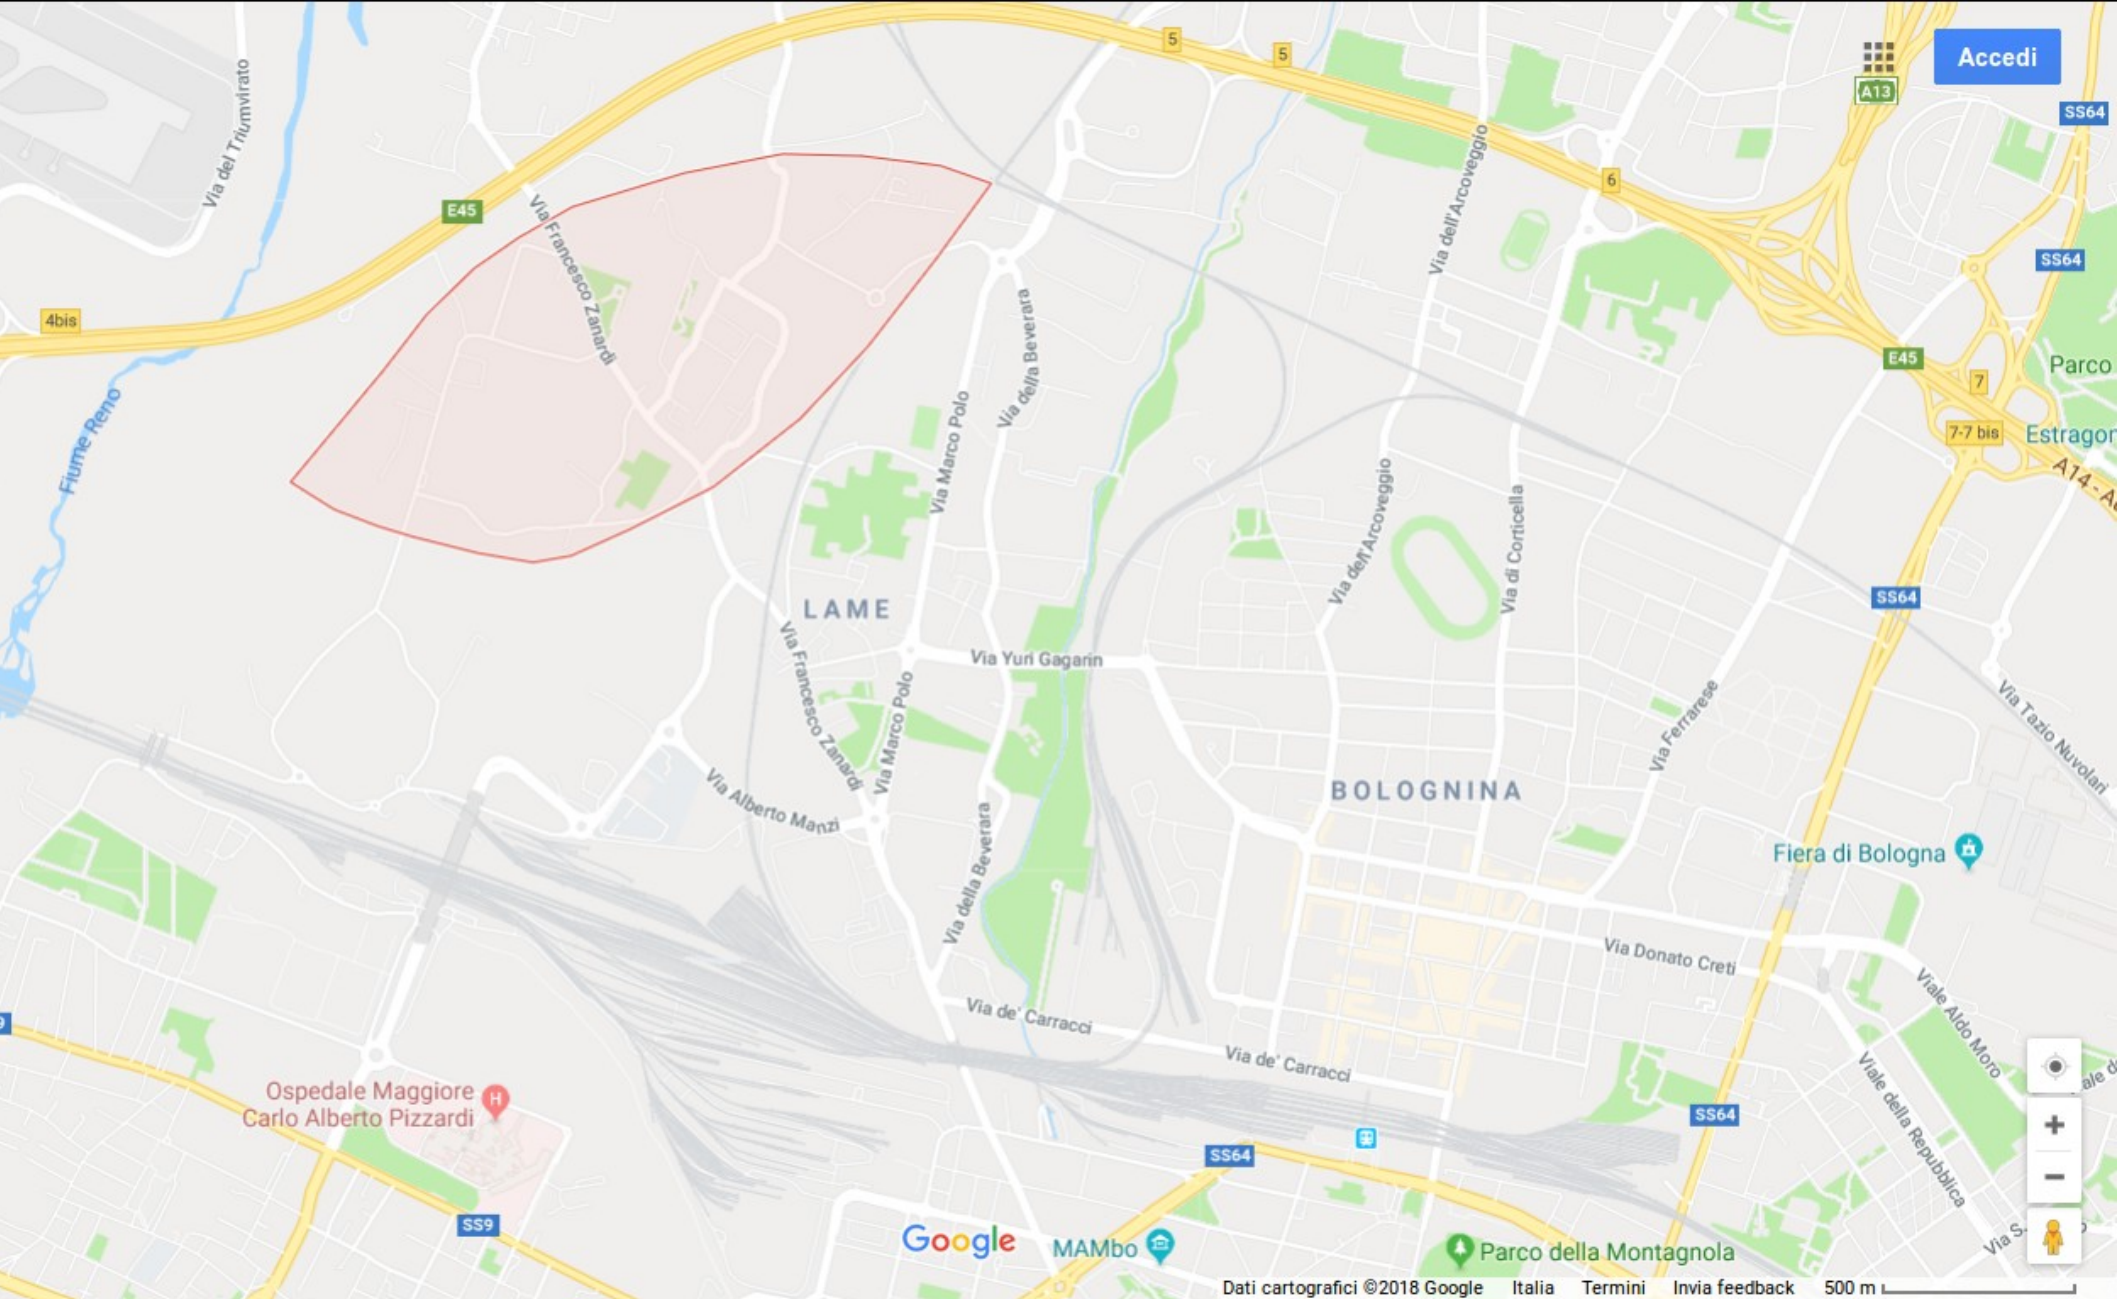 5
5
Accedi
A13
SS64
Via del Triumvirato
Via dell'Arcoveggio
6
E45
Via Francesco Zanardi
SS64
4bis
Via della Beverara
E45
Parco
7
Fiume Reno
Via Marco Polo
7-7 bis
Estragon
A14 - A
Via dell'Arcoveggio
Via di Corticella
LAME
SS64
Via Yuri Gagarin
Via Francesco Zanardi
Via Marco Polo
Via Ferrarese
Via Tazio Nuvolari
BOLOGNINA
Via Alberto Manzi
Via della Beverara
Fiera di Bologna
Via Donato Creti
Viale Aldo Moro
9
Via de' Carracci
Via de' Carracci
Viale della Repubblica
ale d
Ospedale Maggiore
Carlo Alberto Pizzardi
H
SS64
SS64
SS9
Google
MAMbo
Parco della Montagnola
Via S
Dati cartografici ©2018 Google Italia Termini Invia feedback 500 m